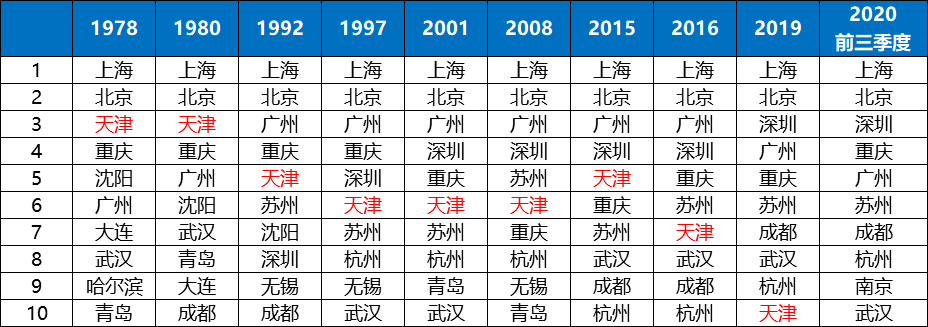 1978 1980 1992 1997 2001 2008 2015 2016 2019 2020
前三季度
1 上海 上海 上海 上海 上海 上海 上海 上海 上海 上海
2 北京 北京 北京 北京 北京 北京 北京 北京 北京 北京
3 天津 天津 广州 广州 广州 广州 广州 广州 深圳 深圳
4 重庆 重庆 重庆 重庆 深圳 深圳 深圳 深圳 广州 重庆
5 沈阳 广州 天津 深圳 重庆 苏州 天津 重庆 重庆 广州
6 广州 沈阳 苏州 天津 天津 天津 重庆 苏州 苏州 苏州
7 大连 武汉 沈阳 苏州 苏州 重庆 苏州 天津 成都 成都
8 武汉 青岛 深圳 杭州 杭州 杭州 武汉 武汉 武汉 杭州
9 哈尔滨 大连 无锡 无锡 青岛 无锡 成都 成都 杭州 南京
10 青岛 成都 成都 武汉 武汉 青岛 杭州 杭州 天津 武汉